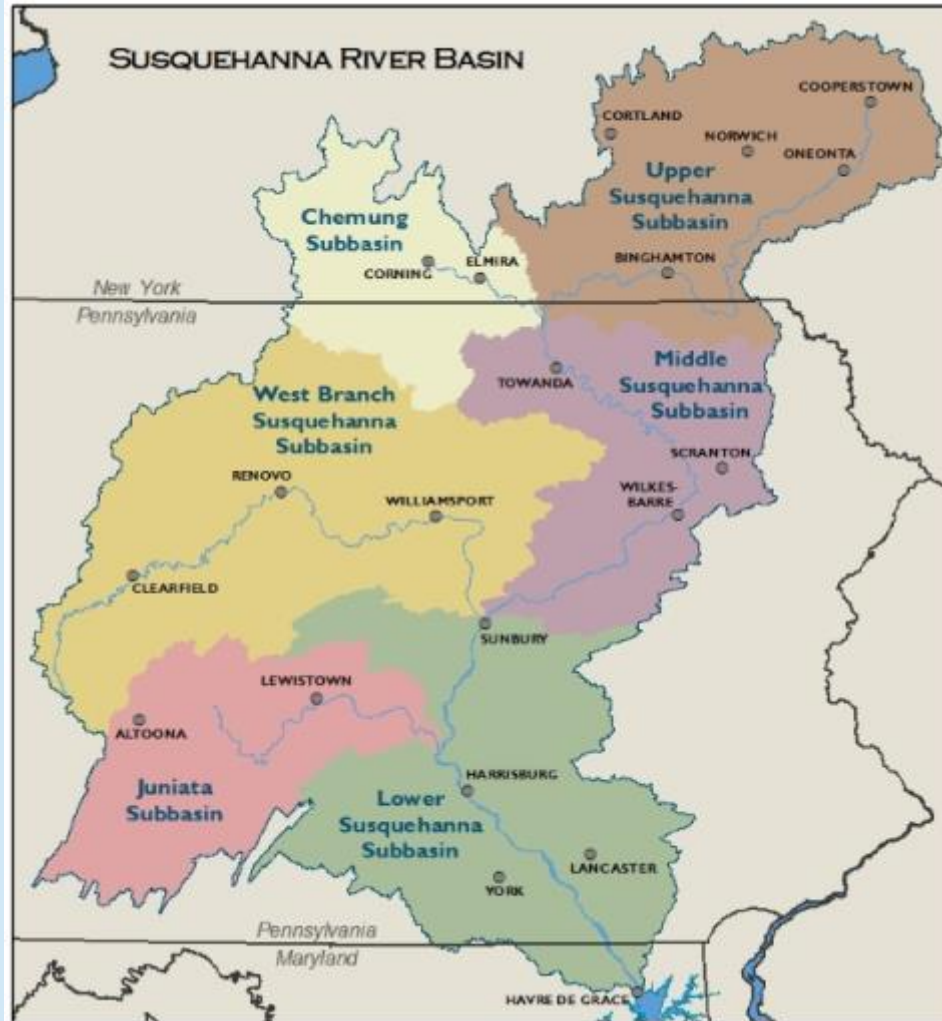 SUSQUEHANNA RIVER BASIN
COOPERSTOWN
CORTLAND
NORWICH
ONEONTA
Upper
Susquehanna
Subbasin
Chemung
Subbasin
BINGHAMTON
ELMIRA
CORNING
New York
Pennsylvania
Middle
Susquehanna
Subbasin
TOWANDA
West Branch
Susquehanna
Subbasin
SCRANTON
RENOVO
WILKES-
BARRE
WILLIAMSPORT
CLEARFIELD
SUNBURY
LEWISTOWN
ALTOONA
Juniata
Subbasin
HARRISBURG
Lower
Susquehanna
Subbasin
LANCASTER
YORK
Pennsylvania
Maryland
HAVRE DE GRACE